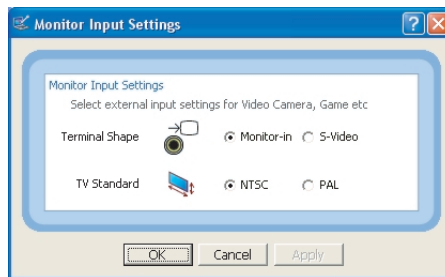 Monitor Input Settings
Monitor Input Settings
Select external input settings for Video Camera, Game etc
Terminal Shape Monitor-in S-Video
TV Standard NTSC PAL
OK Cancel Apply